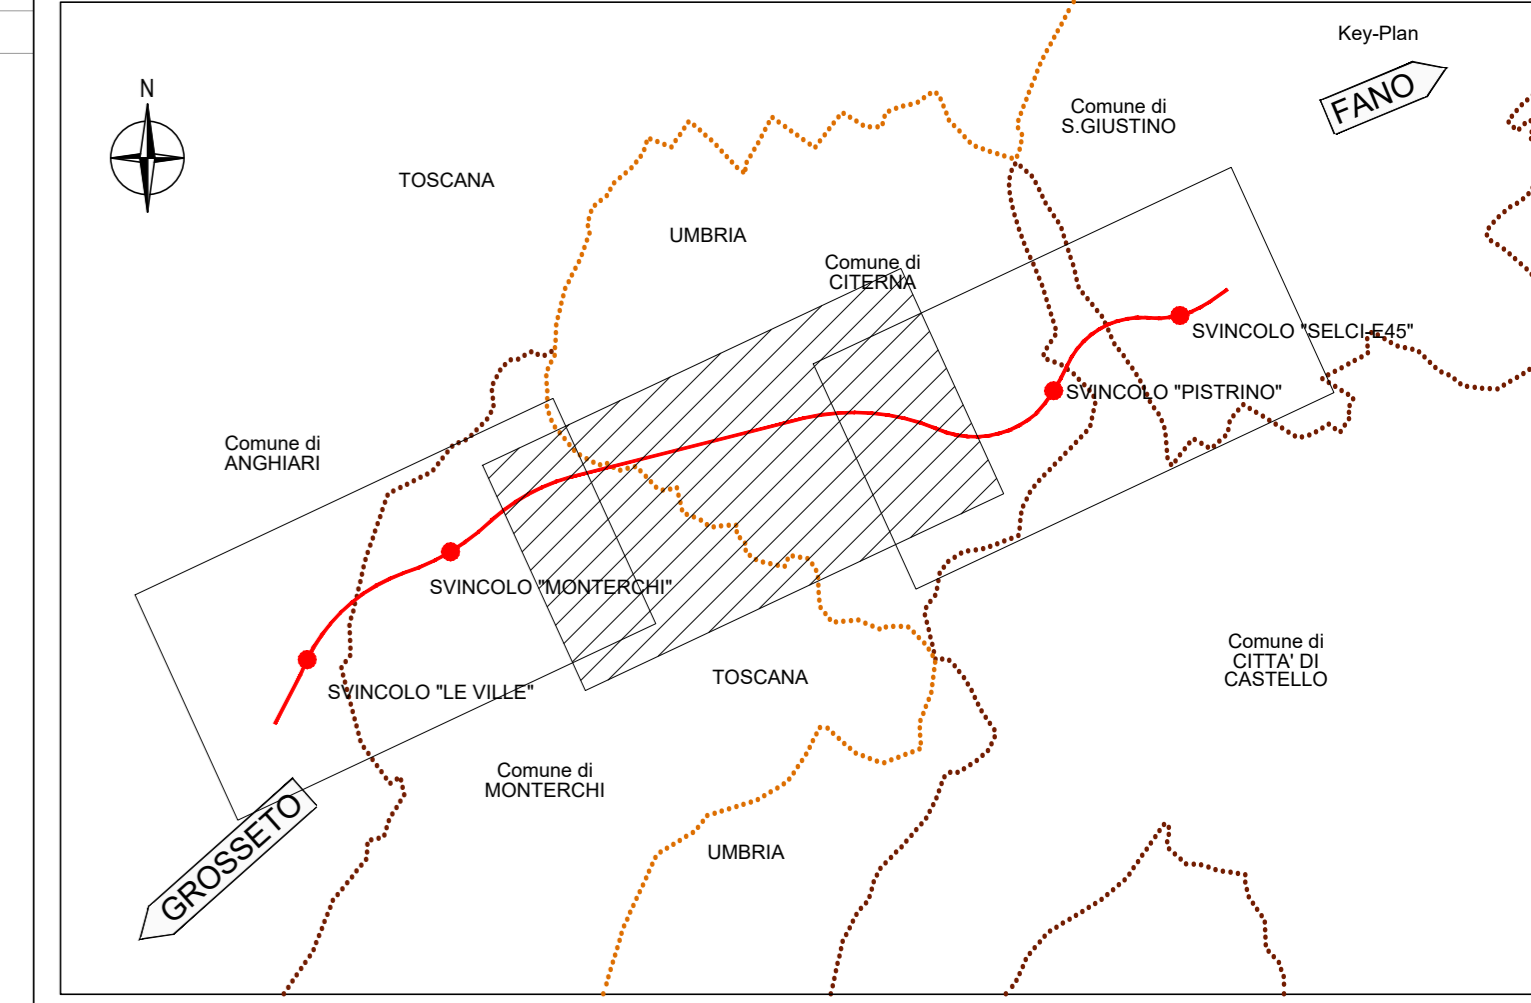 Key-Plan
N
FANO
Comune di
S.GIUSTINO
TOSCANA
UMBRIA
Comune di
CITERNA
SVINCOLO "SELCI-E45"
SVINCOLO "PISTRINO"
Comune di
ANGHIARI
SVINCOLO "MONTERCHI"
Comune di
CITTA' DI
CASTELLO
TOSCANA
SVINCOLO "LE VILLE"
Comune di
MONTERCHI
GROSSETO
UMBRIA